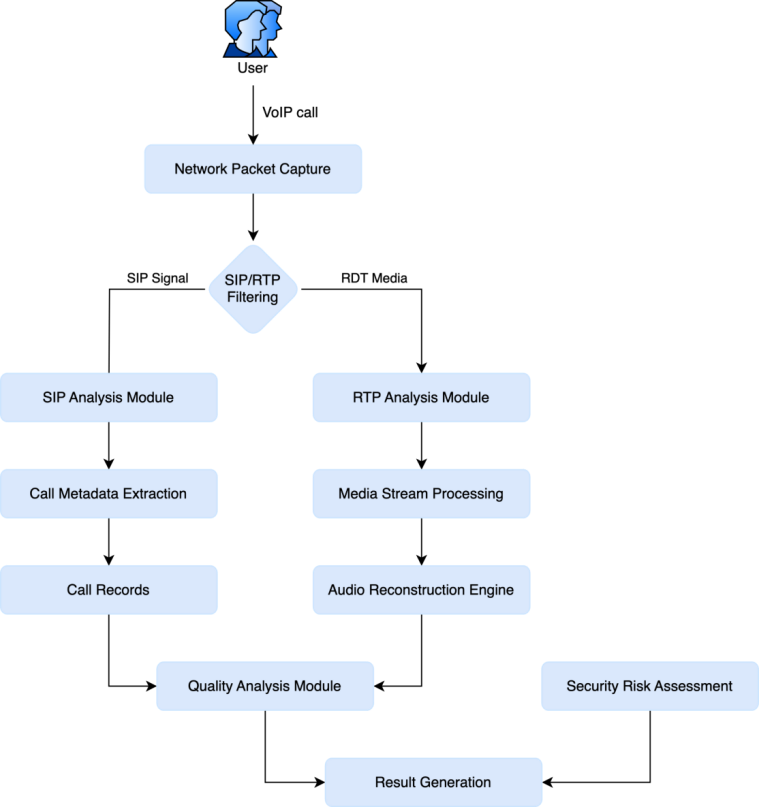 User
VoIP call
Network Packet Capture
SIP/RTP
Filtering
SIP Signal
RDT Media
SIP Analysis Module
RTP Analysis Module
Call Metadata Extraction
Media Stream Processing
Call Records
Audio Reconstruction Engine
Quality Analysis Module
Security Risk Assessment
Result Generation